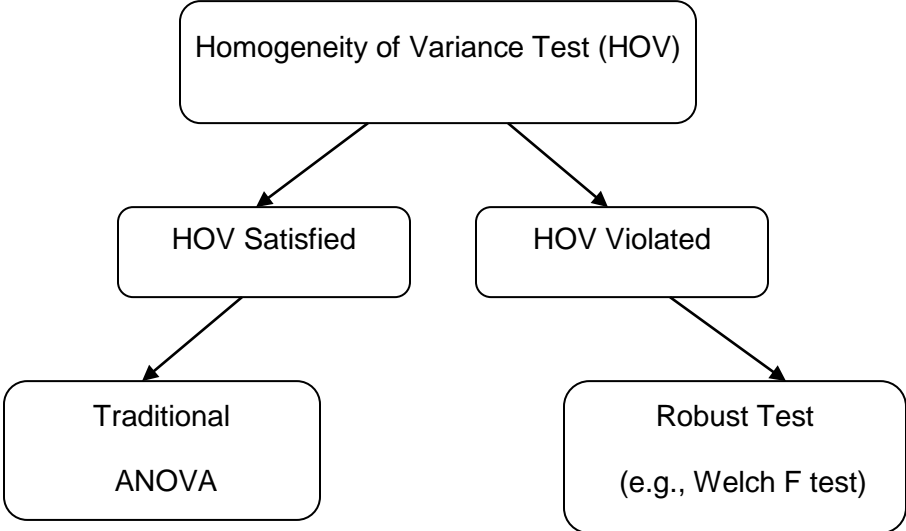 Homogeneity of Variance Test (HOV)
HOV Satisfied
HOV Violated
Traditional
ANOVA
Robust Test
(e.g., Welch F test)